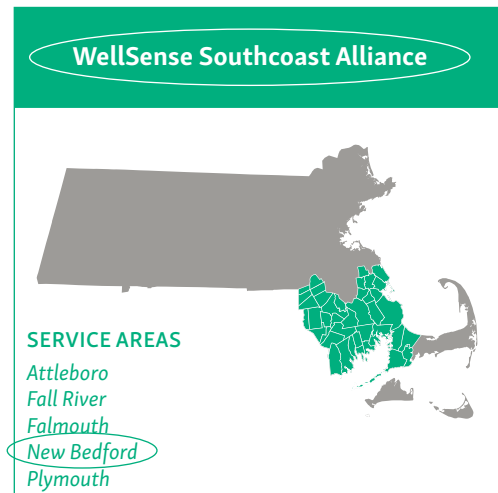 WellSense Southcoast Alliance
SERVICE AREAS
Attleboro
Fall River
Falmouth
New Bedford
Plymouth